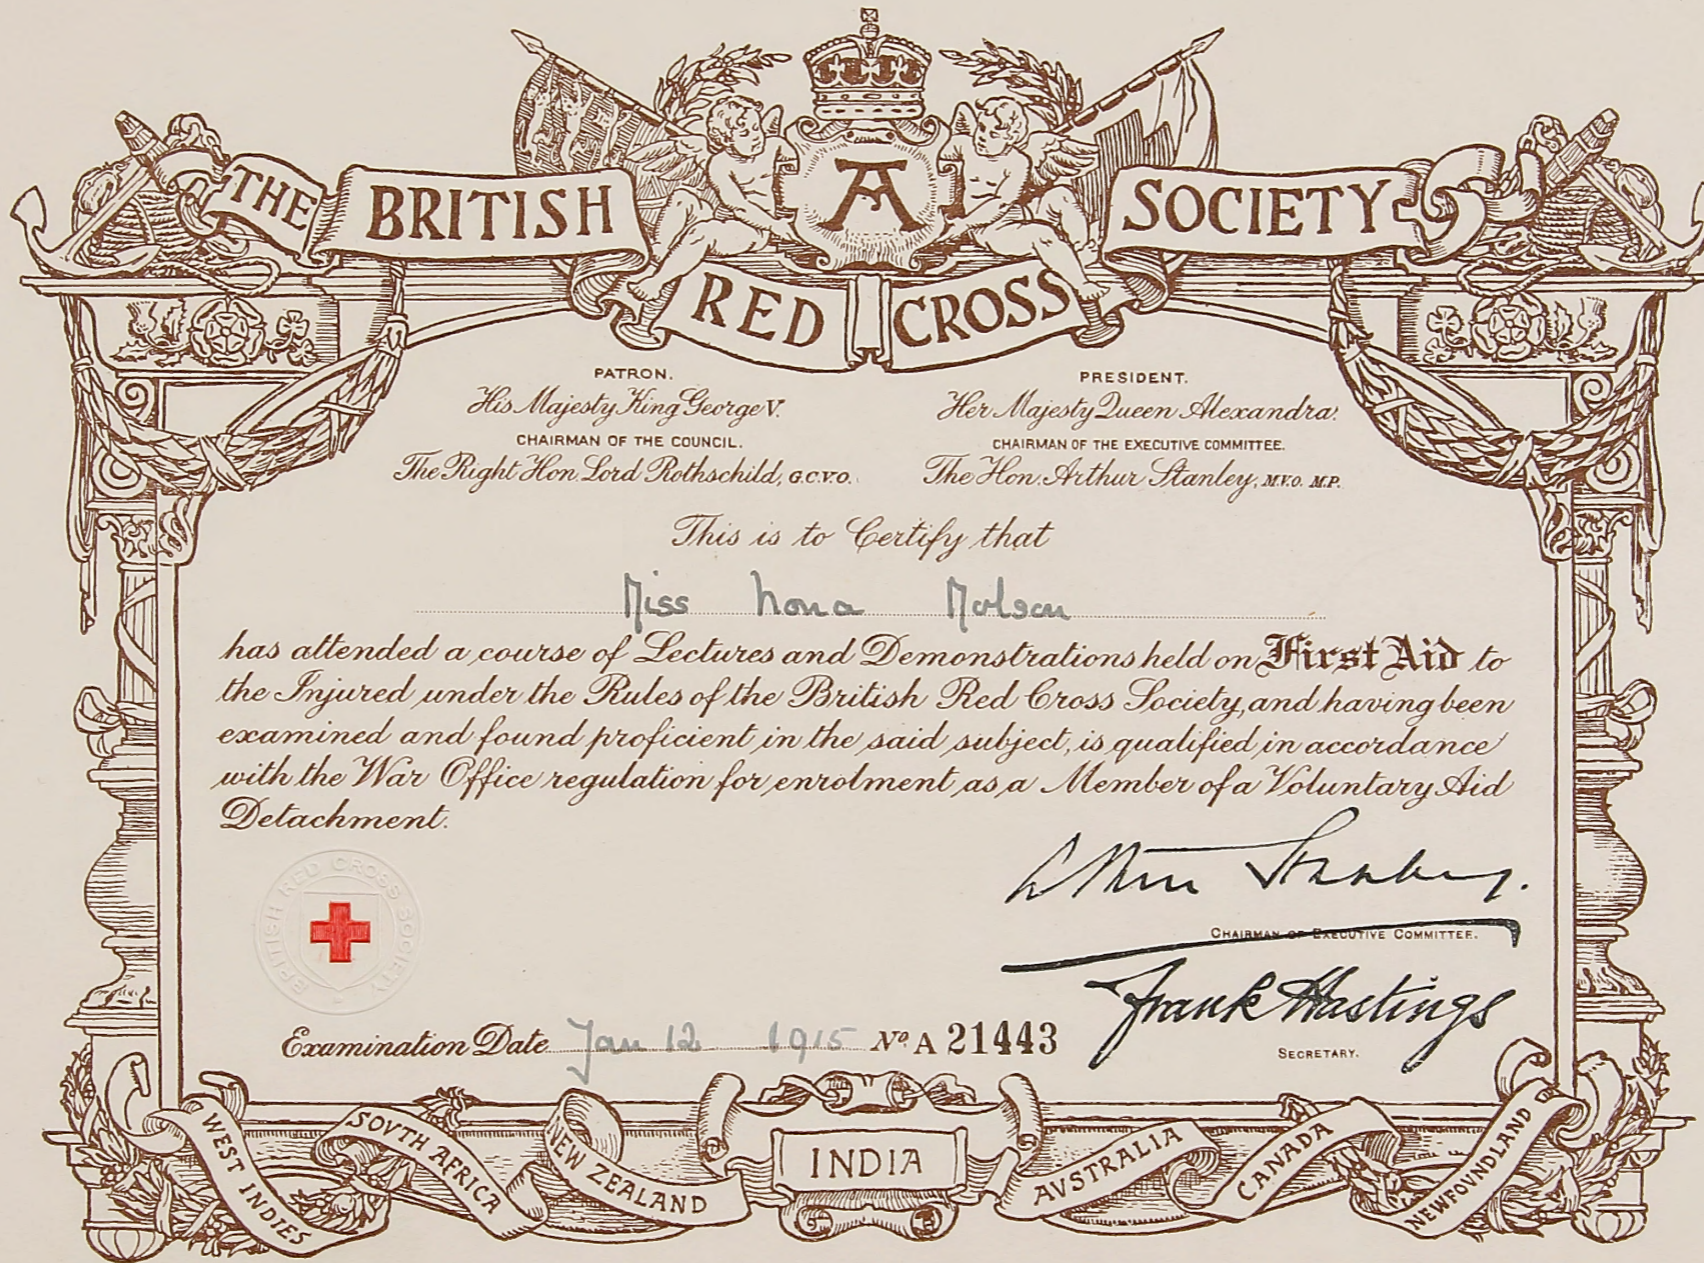 THE BRITISH RED CROSS SOCIETY
A
PATRON.
His Majesty King George V.
CHAIRMAN OF THE COUNCIL.
The Right Hon. Lord Rothschild, G.C.V.O.
PRESIDENT.
Her Majesty Queen Alexandra.
CHAIRMAN OF THE EXECUTIVE COMMITTEE.
The Hon. Arthur Stanley, M.V.O. M.P.
This is to Certify that
Miss Nona Molson
has attended a course of Lectures and Demonstrations held on First Aid to
the Injured under the Rules of the British Red Cross Society, and having been
examined and found proficient in the said subject, is qualified in accordance
with the War Office regulation for enrolment as a Member of a Voluntary Aid
Detachment.
BRITISH RED CROSS SOCIETY
Arthur Stanley.
CHAIRMAN OF EXECUTIVE COMMITTEE.
Frank Hastings
SECRETARY.
Examination Date Jan 12 1915 No. A 21443
WEST INDIES
SOVTH AFRICA
NEW ZEALAND
INDIA
AVSTRALIA
CANADA
NEWFOVNDLAND